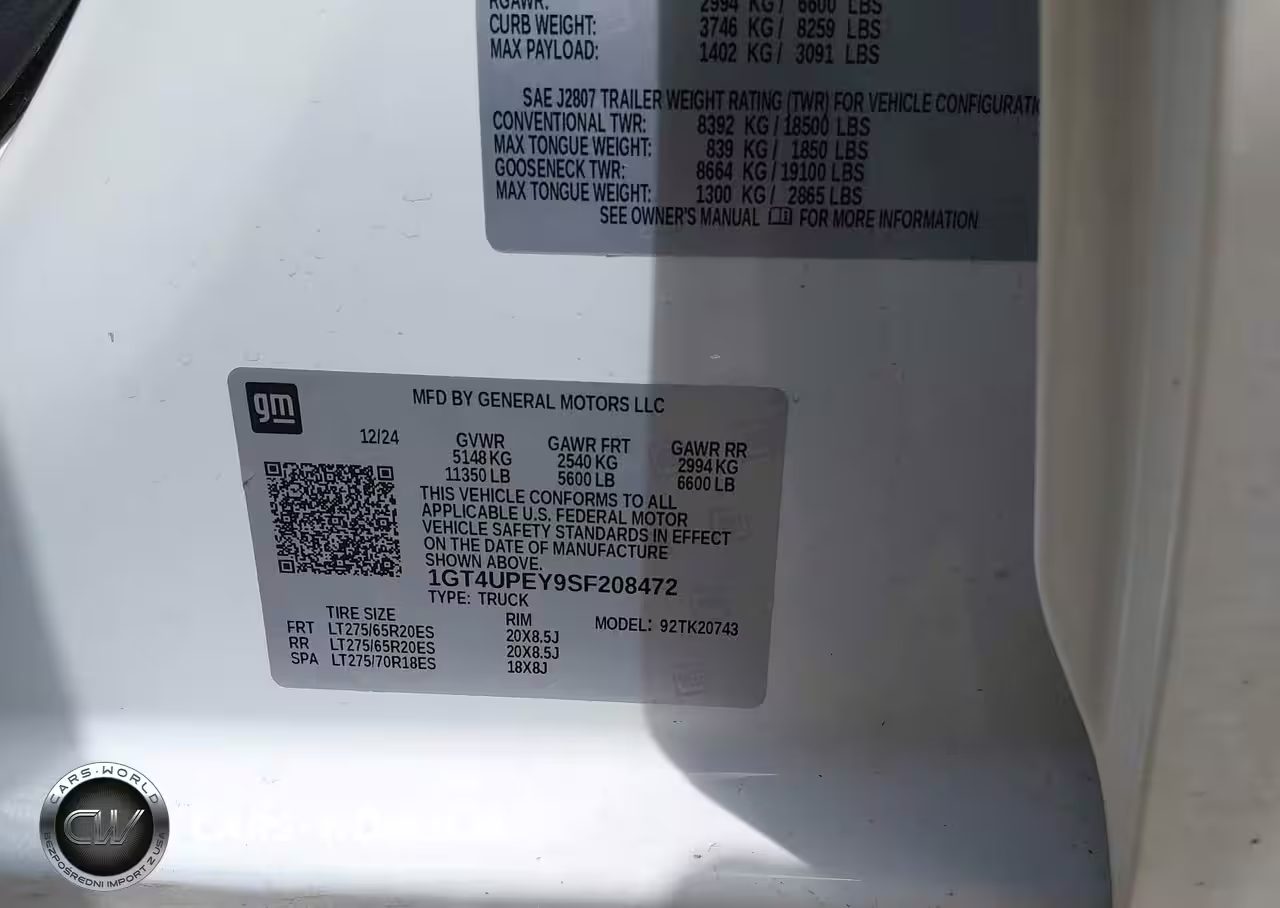 RGAWR: 2994 KG/ 6600 LBS
CURB WEIGHT: 3746 KG/ 8259 LBS
MAX PAYLOAD: 1402 KG/ 3091 LBS
SAE J2807 TRAILER WEIGHT RATING (TWR) FOR VEHICLE
CONVENTIONAL TWR: 8392 KG/18500 LBS
MAX TONGUE WEIGHT: 839 KG/ 1850 LBS
GOOSENECK TWR: 8664 KG/19100 LBS
MAX TONGUE WEIGHT: 1300 KG/ 2865 LBS
SEE OWNER'S MANUAL FOR MORE INFORMATION
gm
MFD BY GENERAL MOTORS LLC
12/24 GVWR GAWR FRT GAWR RR
5148 KG 2540 KG 2994 KG
11350 LB 5600 LB 6600 LB
THIS VEHICLE CONFORMS TO ALL
APPLICABLE U.S. FEDERAL MOTOR
VEHICLE SAFETY STANDARDS IN EFFECT
ON THE DATE OF MANUFACTURE
SHOWN ABOVE.
1GT4UPEY9SF208472
TYPE: TRUCK
TIRE SIZE RIM MODEL: 92TK20743
FRT LT275/65R20ES 20X8.5J
RR LT275/65R20ES 20X8.5J
SPA LT275/70R18ES 18X8J
CARS-WORLD
CW
BEZPOŚREDNI IMPORT Z USA